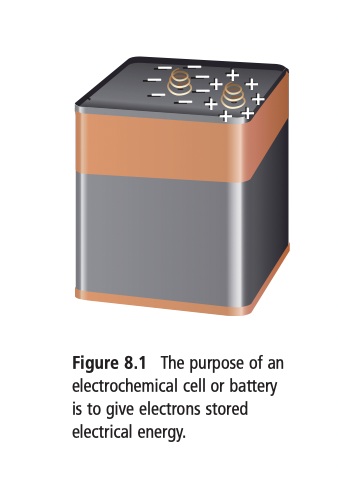 Figure 8.1 The purpose of an
electrochemical cell or battery
is to give electrons stored
electrical energy.